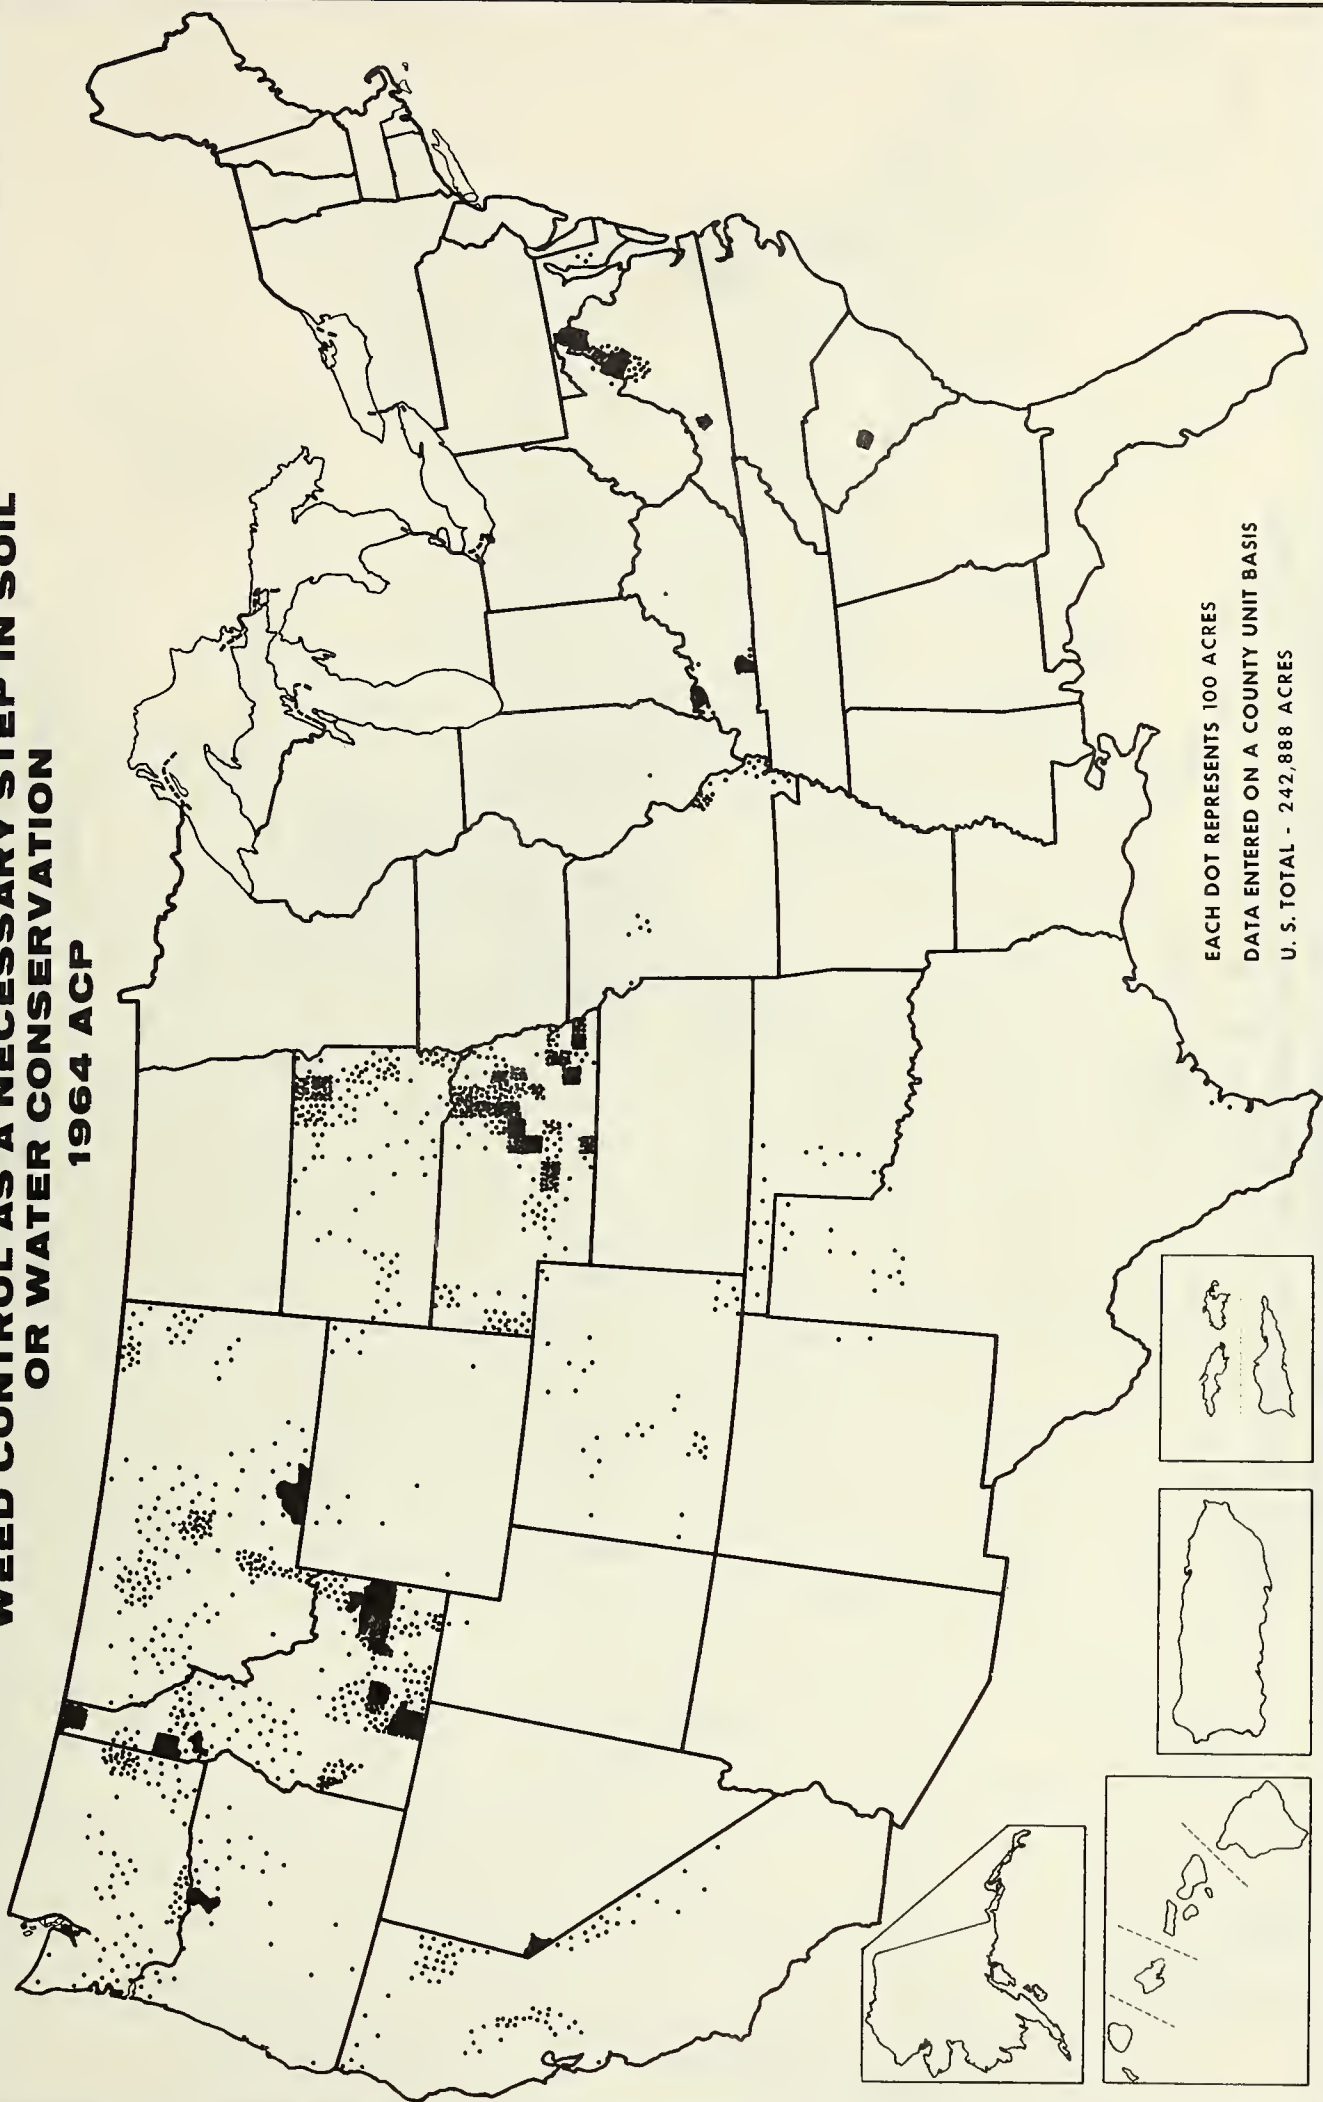 WEED CONTROL AS A NECESSARY STEP IN SOIL
OR WATER CONSERVATION
1964 ACP
EACH DOT REPRESENTS 100 ACRES
DATA ENTERED ON A COUNTY UNIT BASIS
U. S. TOTAL - 242,888 ACRES